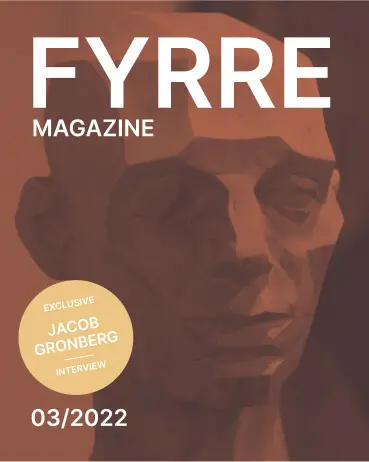 FYRRE
MAGAZINE
EXCLUSIVE
JACOB
GRONBERG
INTERVIEW
03/2022